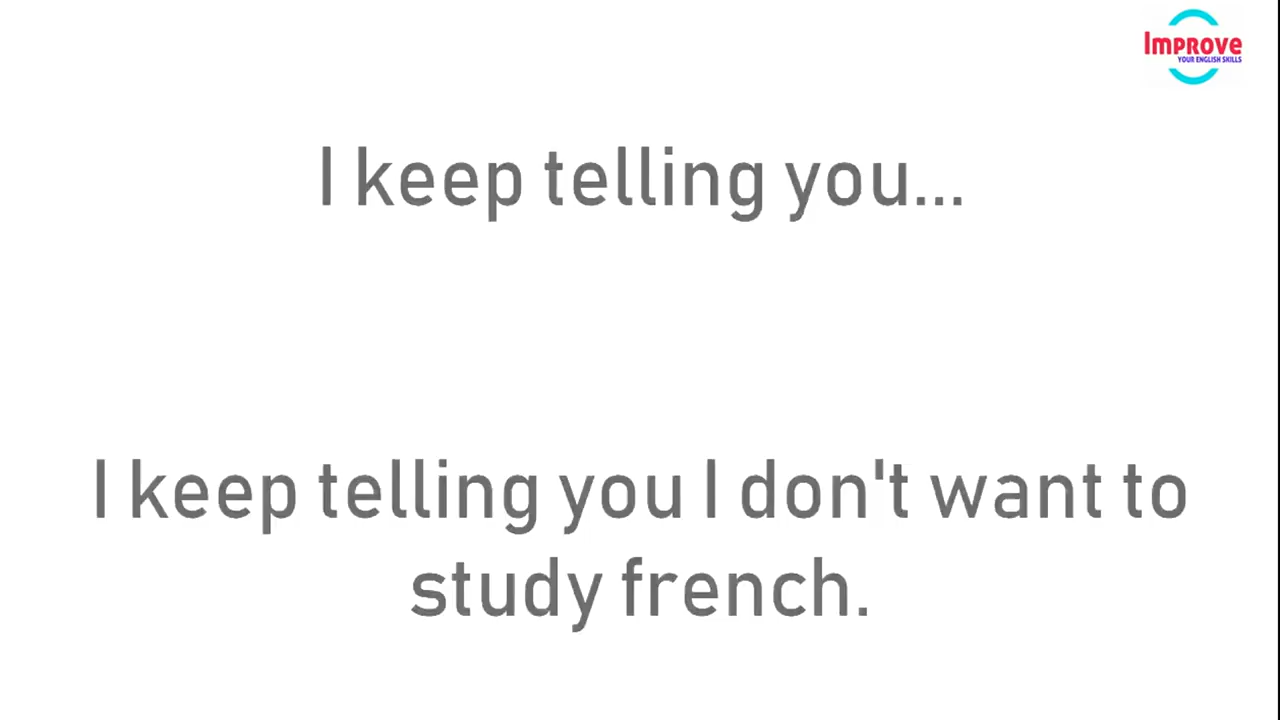 Improve
YOUR ENGLISH SKILLS
I keep telling you...
I keep telling you I don't want to
study french.